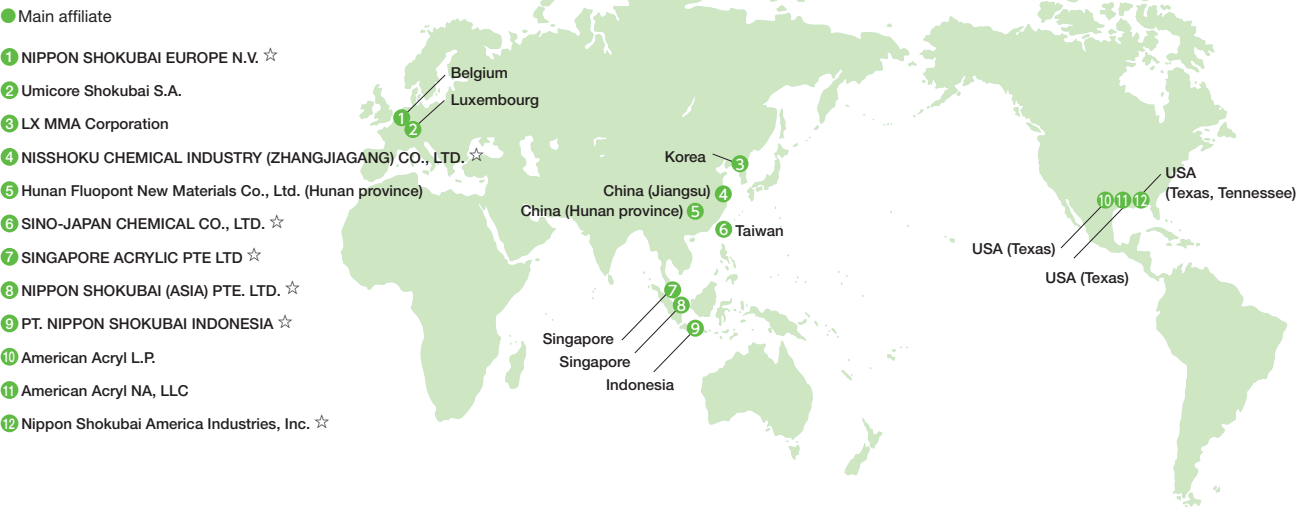 Main affiliate
1 NIPPON SHOKUBAI EUROPE N.V. ☆
2 Umicore Shokubai S.A.
3 LX MMA Corporation
4 NISSHOKU CHEMICAL INDUSTRY (ZHANGJIAGANG) CO., LTD. ☆
5 Hunan Fluopont New Materials Co., Ltd. (Hunan province)
6 SINO-JAPAN CHEMICAL CO., LTD. ☆
7 SINGAPORE ACRYLIC PTE LTD ☆
8 NIPPON SHOKUBAI (ASIA) PTE. LTD. ☆
9 PT. NIPPON SHOKUBAI INDONESIA ☆
10 American Acryl L.P.
11 American Acryl NA, LLC
12 Nippon Shokubai America Industries, Inc. ☆
Belgium
1
Luxembourg
2
Korea 3
China (Jiangsu) 4
China (Hunan province) 5
6 Taiwan
7
8
9
Singapore
Singapore
Indonesia
USA
(Texas, Tennessee)
10 11 12
USA (Texas)
USA (Texas)